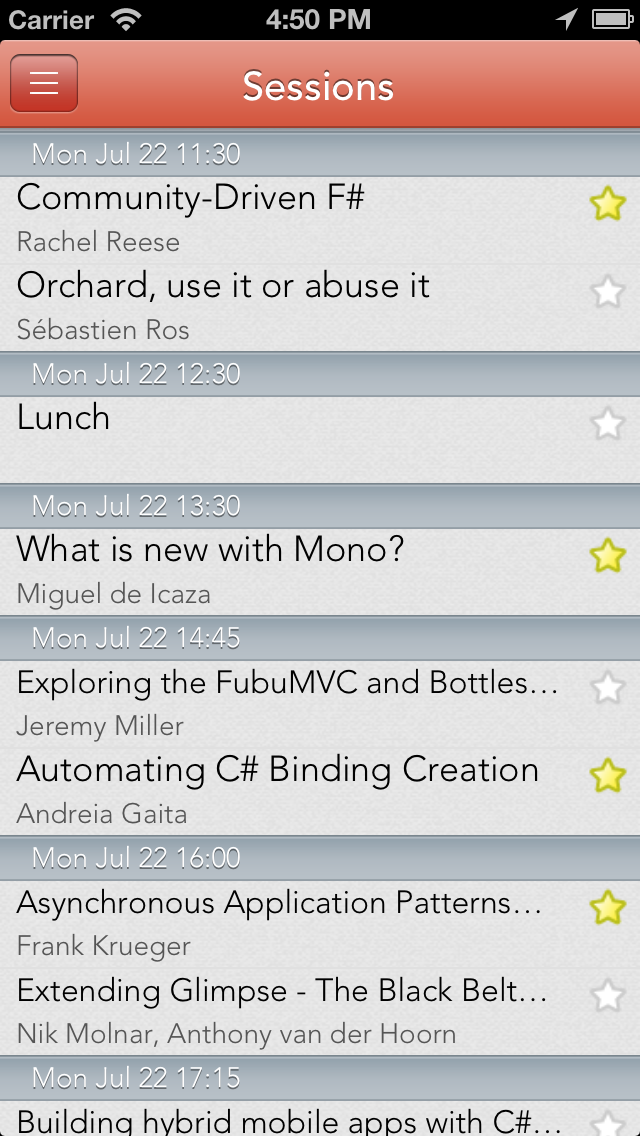 Carrier 4:50 PM
Sessions
Mon Jul 22 11:30
Community-Driven F#
Rachel Reese
Orchard, use it or abuse it
Sébastien Ros
Mon Jul 22 12:30
Lunch
Mon Jul 22 13:30
What is new with Mono?
Miguel de Icaza
Mon Jul 22 14:45
Exploring the FubuMVC and Bottles...
Jeremy Miller
Automating C# Binding Creation
Andreia Gaita
Mon Jul 22 16:00
Asynchronous Application Patterns...
Frank Krueger
Extending Glimpse - The Black Belt...
Nik Molnar, Anthony van der Hoorn
Mon Jul 22 17:15
Building hybrid mobile apps with C#...